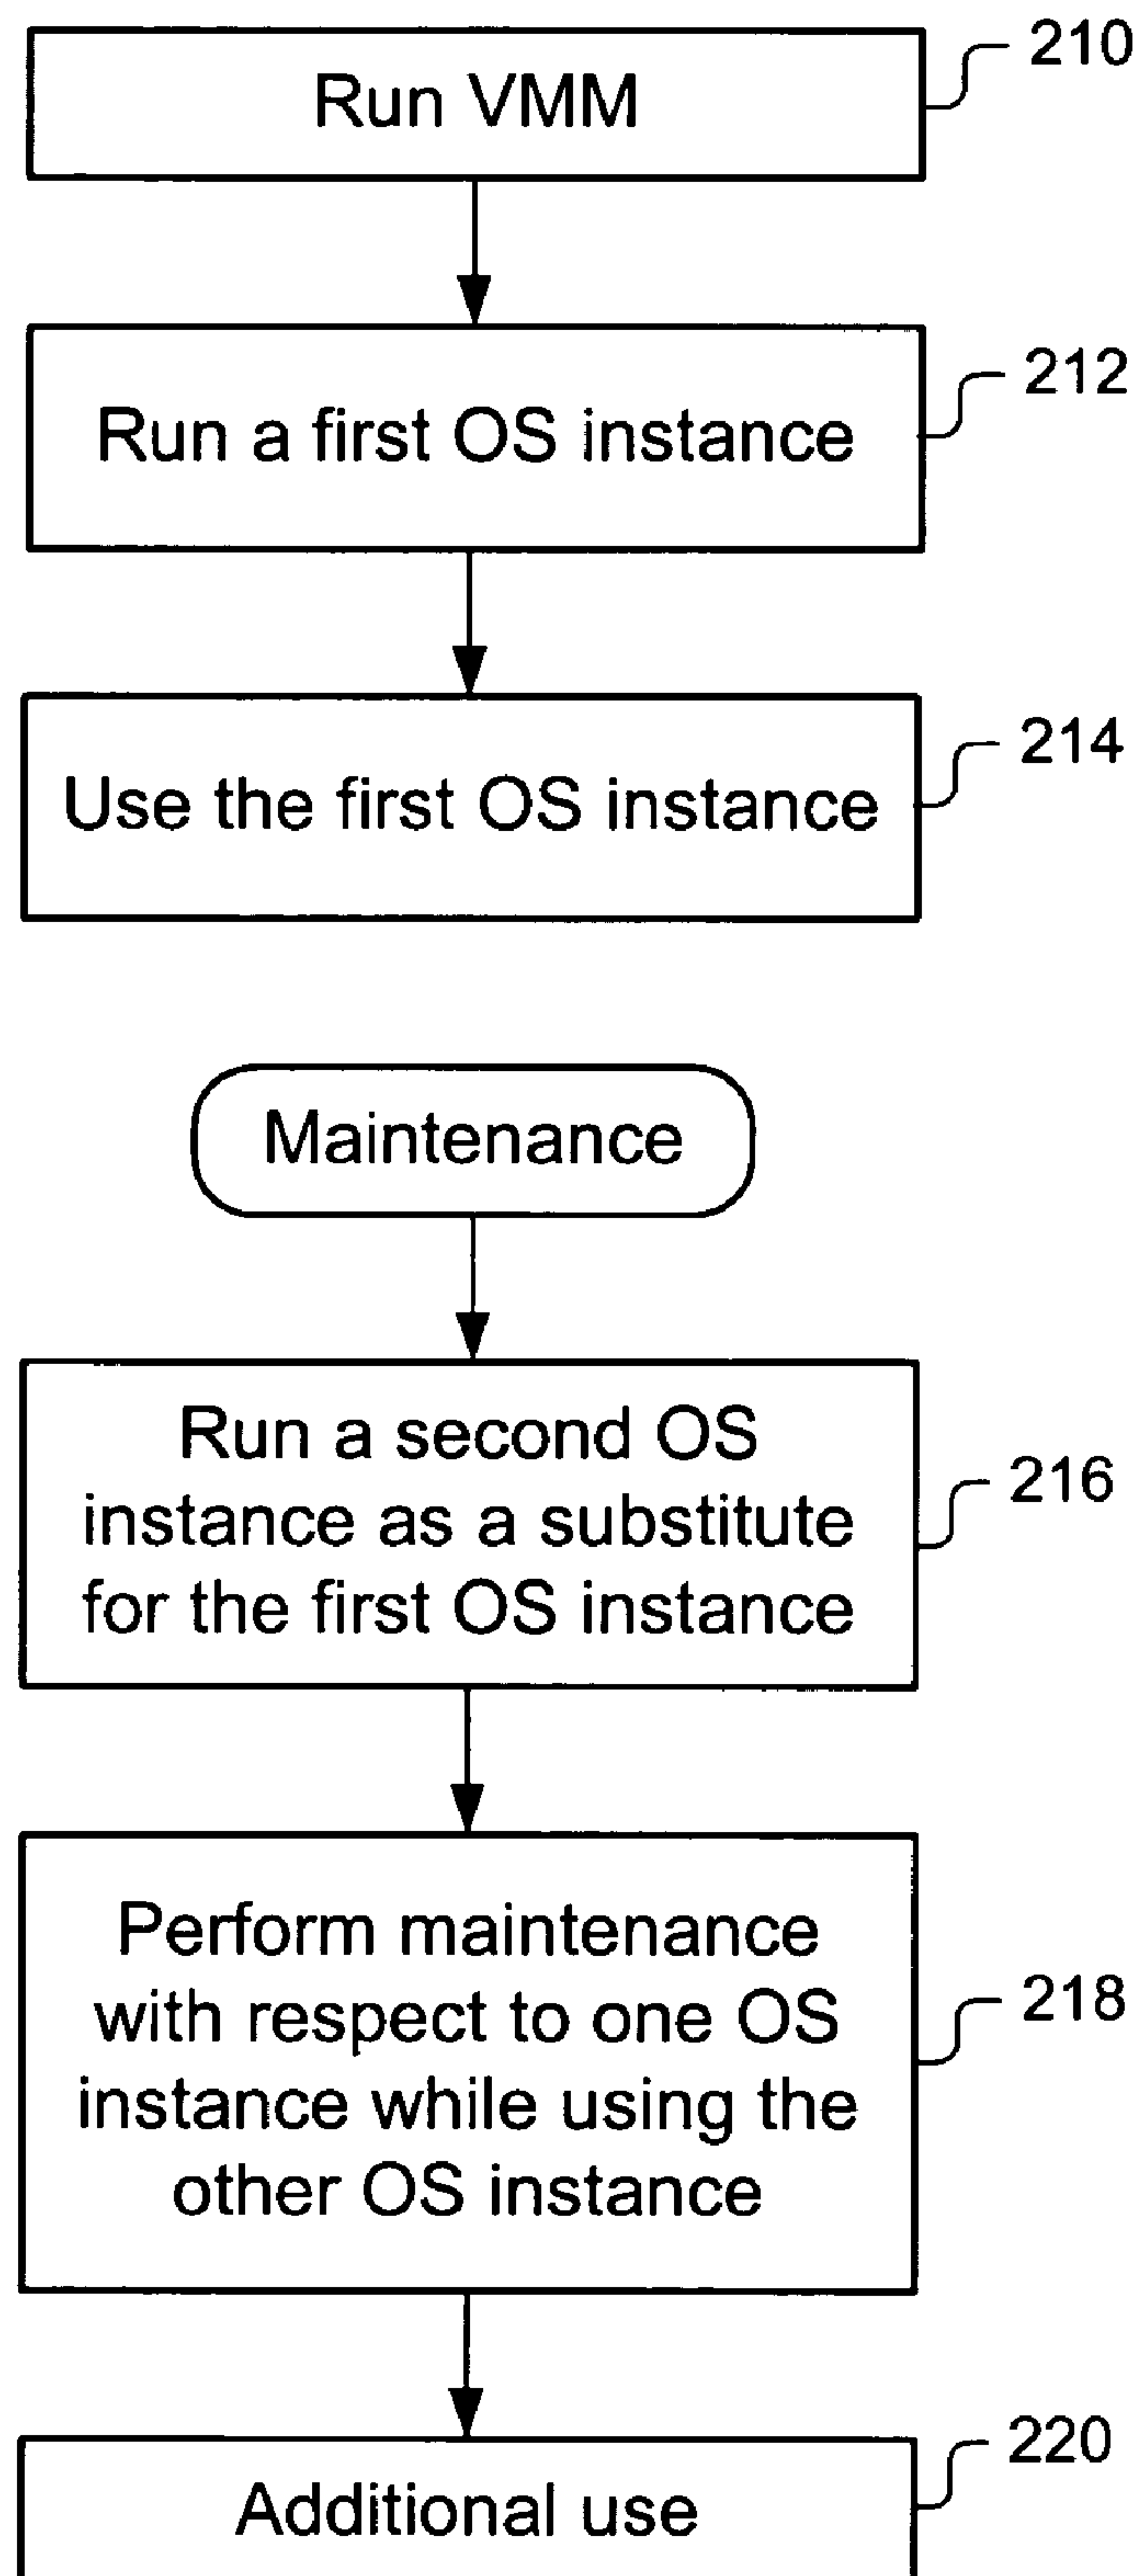 Run VMM
210
Run a first OS instance
212
Use the first OS instance
214
Maintenance
Run a second OS
instance as a substitute
for the first OS instance
216
Perform maintenance
with respect to one OS
instance while using the
other OS instance
218
Additional use
220